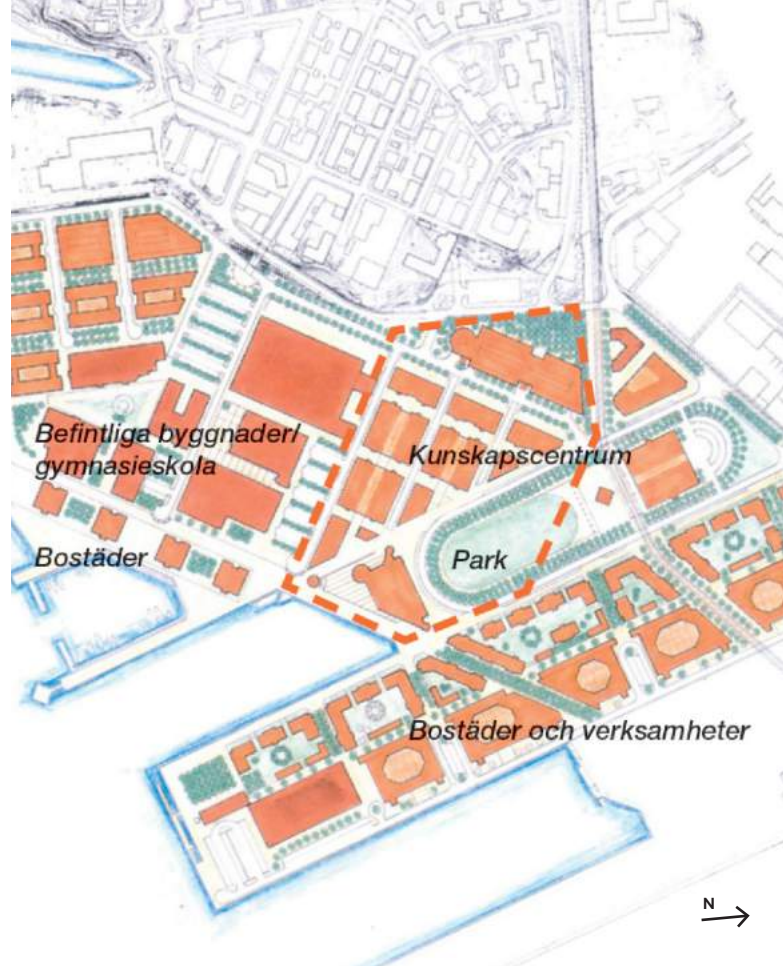 Befintliga byggnader/
gymnasieskola
Kunskapscentrum
Bostäder
Park
Bostäder och verksamheter
N